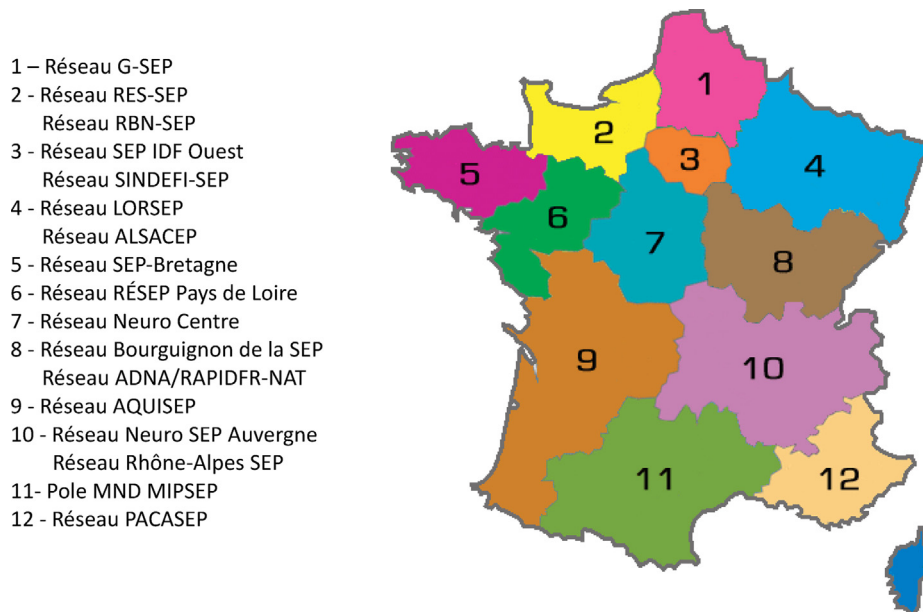 1 – Réseau G-SEP
2 - Réseau RES-SEP
Réseau RBN-SEP
3 - Réseau SEP IDF Ouest
Réseau SINDEFI-SEP
4 - Réseau LORSEP
Réseau ALSACEP
5 - Réseau SEP-Bretagne
6 - Réseau RÉSEP Pays de Loire
7 - Réseau Neuro Centre
8 - Réseau Bourguignon de la SEP
Réseau ADNA/RAPIDFR-NAT
9 - Réseau AQUISEP
10 - Réseau Neuro SEP Auvergne
Réseau Rhône-Alpes SEP
11- Pole MND MIPSEP
12 - Réseau PACASEP
1
2
3
4
5
6
7
8
9
10
11
12